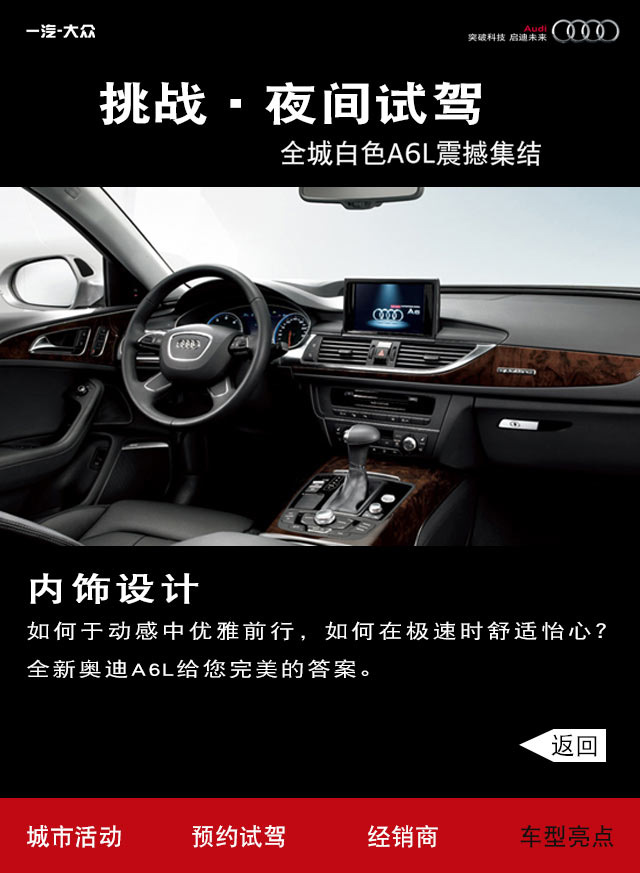 一汽-大众
Audi
突破科技 启迪未来
挑战·夜间试驾
全城白色A6L震撼集结
A6
quattro
内饰设计
如何于动感中优雅前行，如何在极速时舒适怡心？
全新奥迪A6L给您完美的答案。
返回
城市活动
预约试驾
经销商
车型亮点